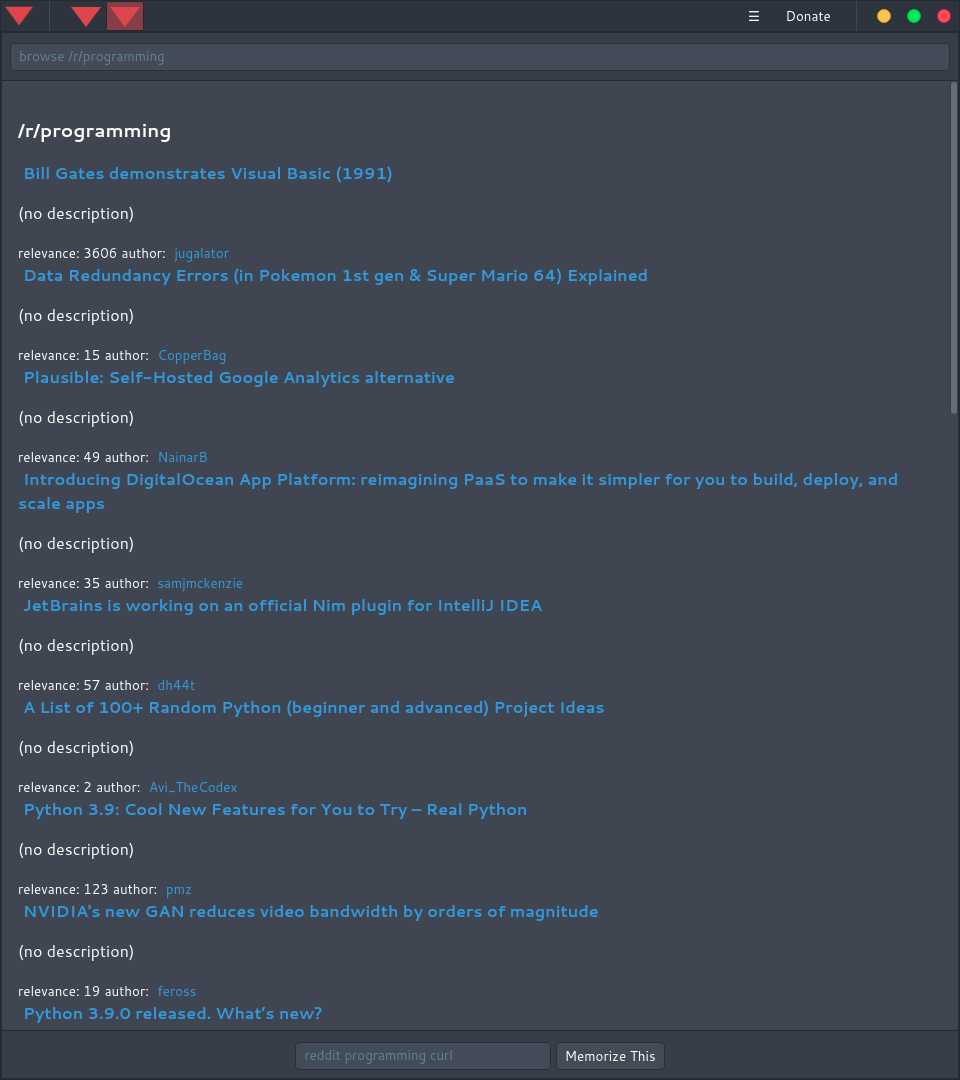 ☰ Donate
browse /r/programming
/r/programming
Bill Gates demonstrates Visual Basic (1991)
(no description)
relevance: 3606 author: jugalator
Data Redundancy Errors (in Pokemon 1st gen & Super Mario 64) Explained
(no description)
relevance: 15 author: CopperBag
Plausible: Self-Hosted Google Analytics alternative
(no description)
relevance: 49 author: NainarB
Introducing DigitalOcean App Platform: reimagining PaaS to make it simpler for you to build, deploy, and
scale apps
(no description)
relevance: 35 author: samjmckenzie
JetBrains is working on an official Nim plugin for IntelliJ IDEA
(no description)
relevance: 57 author: dh44t
A List of 100+ Random Python (beginner and advanced) Project Ideas
(no description)
relevance: 2 author: Avi_TheCodex
Python 3.9: Cool New Features for You to Try – Real Python
(no description)
relevance: 123 author: pmz
NVIDIA's new GAN reduces video bandwidth by orders of magnitude
(no description)
relevance: 19 author: feross
Python 3.9.0 released. What’s new?
reddit programming curl Memorize This